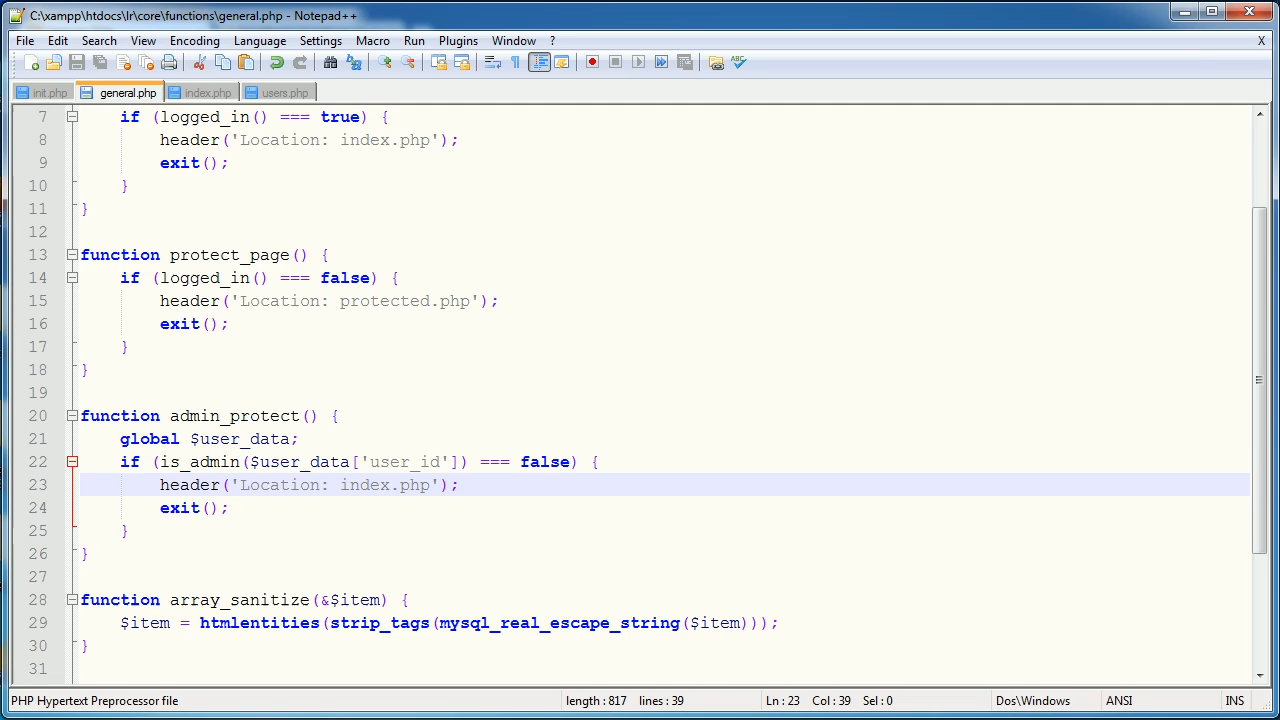 C:\xampp\htdocs\lr\core\functions\general.php - Notepad++
File Edit Search View Encoding Language Settings Macro Run Plugins Window ? X
init.php general.php index.php users.php
7 if (logged_in() === true) {
8 header('Location: index.php');
9 exit();
10 }
11 }
12
13 function protect_page() {
14 if (logged_in() === false) {
15 header('Location: protected.php');
16 exit();
17 }
18 }
19
20 function admin_protect() {
21 global $user_data;
22 if (is_admin($user_data['user_id']) === false) {
23 header('Location: index.php');
24 exit();
25 }
26 }
27
28 function array_sanitize(&$item) {
29 $item = htmlentities(strip_tags(mysql_real_escape_string($item)));
30 }
31
PHP Hypertext Preprocessor file length : 817 lines : 39 Ln : 23 Col : 39 Sel : 0 Dos\Windows ANSI INS